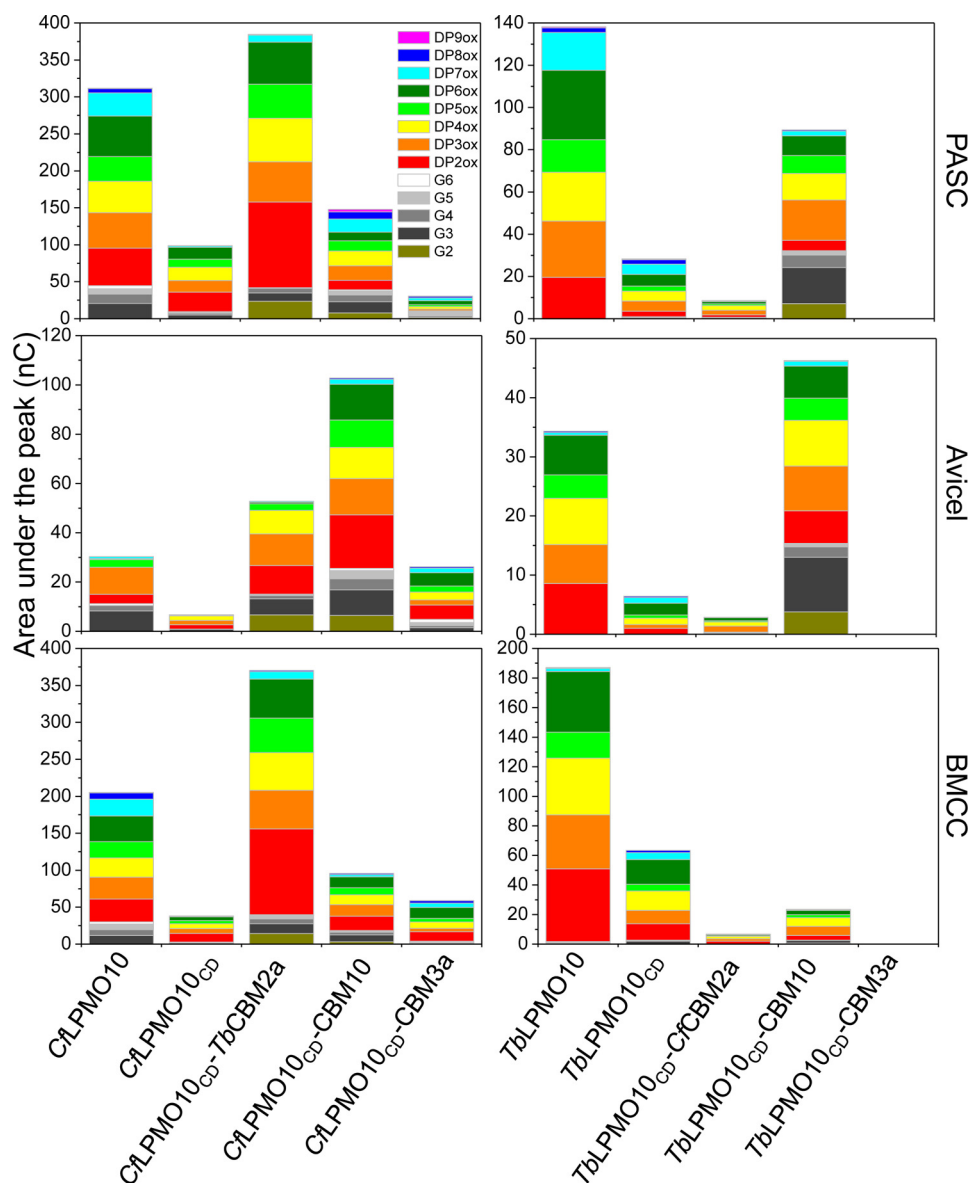 Area under the peak (nC)
400
350
300
250
200
150
100
50
0
DP9ox
DP8ox
DP7ox
DP6ox
DP5ox
DP4ox
DP3ox
DP2ox
G6
G5
G4
G3
G2
140
120
100
80
60
40
20
0
PASC
120
100
80
60
40
20
0
50
40
30
20
10
0
Avicel
400
350
300
250
200
150
100
50
0
200
180
160
140
120
100
80
60
40
20
0
BMCC
CfLPMO10
CfLPMO10CD
CfLPMO10CD-TbCBM2a
CfLPMO10CD-CBM10
CfLPMO10CD-CBM3a
TbLPMO10
TbLPMO10CD
TbLPMO10CD-CfCBM2a
TbLPMO10CD-CBM10
TbLPMO10CD-CBM3a